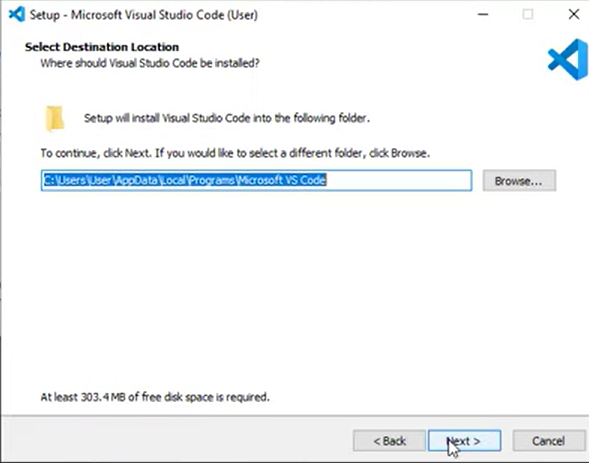 Setup - Microsoft Visual Studio Code (User)
Select Destination Location
Where should Visual Studio Code be installed?
Setup will install Visual Studio Code into the following folder.
To continue, click Next. If you would like to select a different folder, click Browse.
C:\Users\User\AppData\Local\Programs\Microsoft VS Code
Browse...
At least 303.4 MB of free disk space is required.
< Back
Next >
Cancel